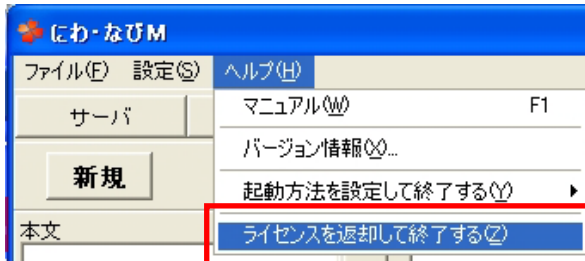 にわ・なびM
ファイル(F) 設定(S) ヘルプ(H)
サーバ
マニュアル(W) F1
バージョン情報(X)...
新規
起動方法を設定して終了する(Y)
本文
ライセンスを返却して終了する(Z)